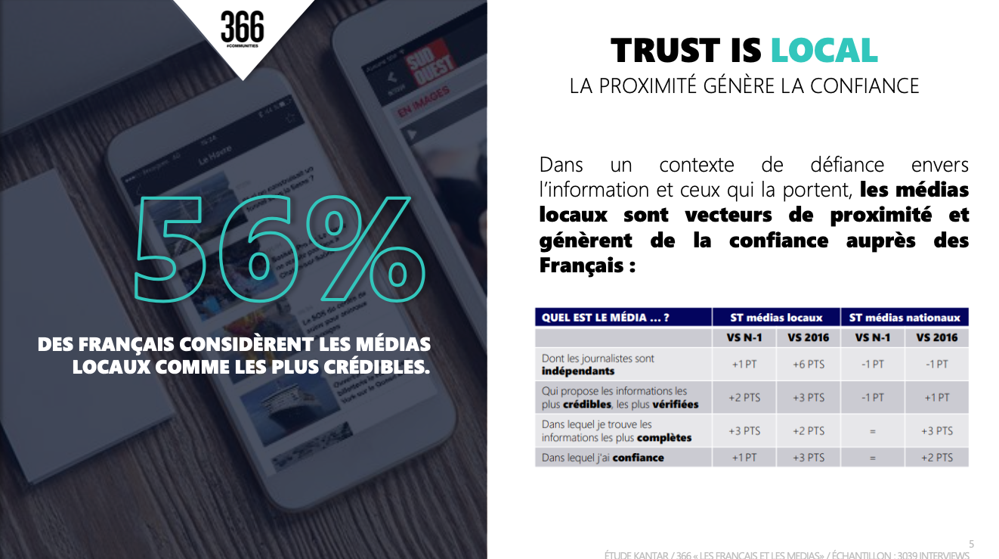 366
#COMMUNITIES
SUD
OUEST
EN IMAGES
Le Havre
56%
DES FRANÇAIS CONSIDÈRENT LES MÉDIAS
LOCAUX COMME LES PLUS CRÉDIBLES.
TRUST IS LOCAL
LA PROXIMITÉ GÉNÈRE LA CONFIANCE
Dans un contexte de défiance envers
l'information et ceux qui la portent, les médias
locaux sont vecteurs de proximité et
génèrent de la confiance auprès des
Français :
QUEL EST LE MÉDIA ... ? ST médias locaux ST médias nationaux
VS N-1 VS 2016 VS N-1 VS 2016
Dont les journalistes sont
indépendants +1 PT +6 PTS -1 PT -1 PT
Qui propose les informations les
plus crédibles, les plus vérifiées +2 PTS +3 PTS -1 PT +1 PT
Dans lequel je trouve les
informations les plus complètes +3 PTS +2 PTS = +3 PTS
Dans lequel j'ai confiance +1 PT +3 PTS = +2 PTS
5
ÉTUDE KANTAR / 366 « LES FRANÇAIS ET LES MEDIAS» / ÉCHANTILLON : 3039 INTERVIEWS